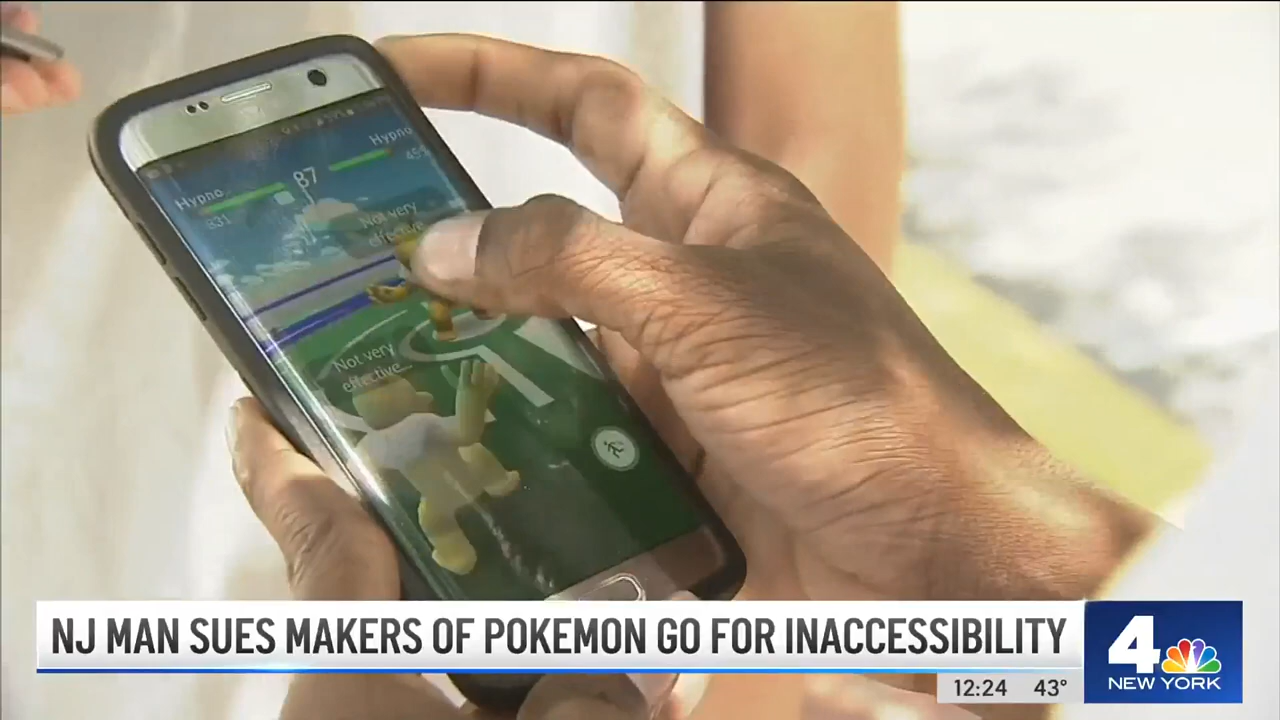 Hypno
Hypno
87
831
Not very
effective...
Not very
effective...
NJ MAN SUES MAKERS OF POKEMON GO FOR INACCESSIBILITY
4
NEW YORK
12:24 43°